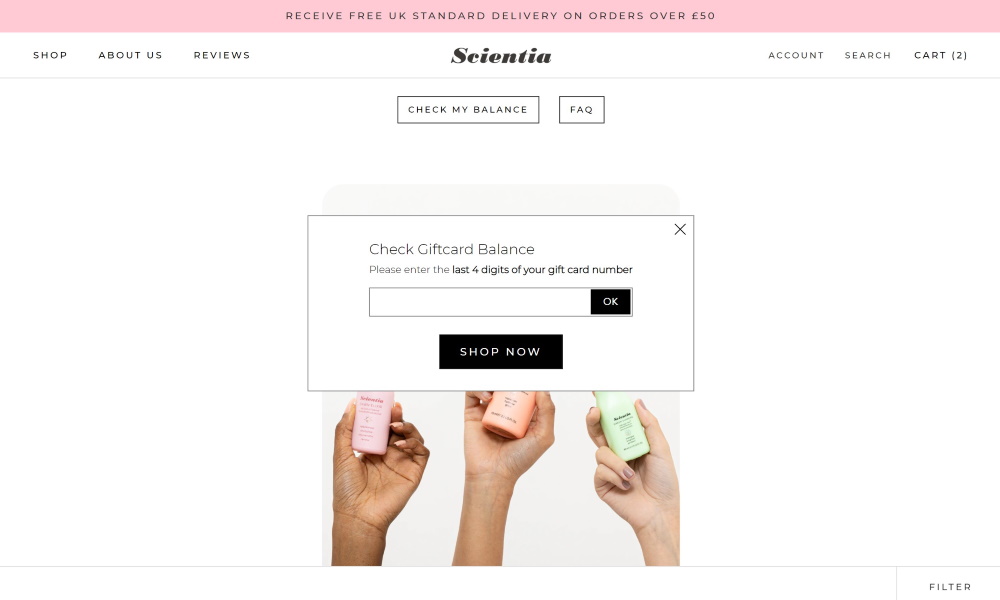 RECEIVE FREE UK STANDARD DELIVERY ON ORDERS OVER £50
SHOP ABOUT US REVIEWS Scientia ACCOUNT SEARCH CART (2)
CHECK MY BALANCE FAQ
Check Giftcard Balance
Please enter the last 4 digits of your gift card number
OK
SHOP NOW
Scientia
Scientia
FILTER